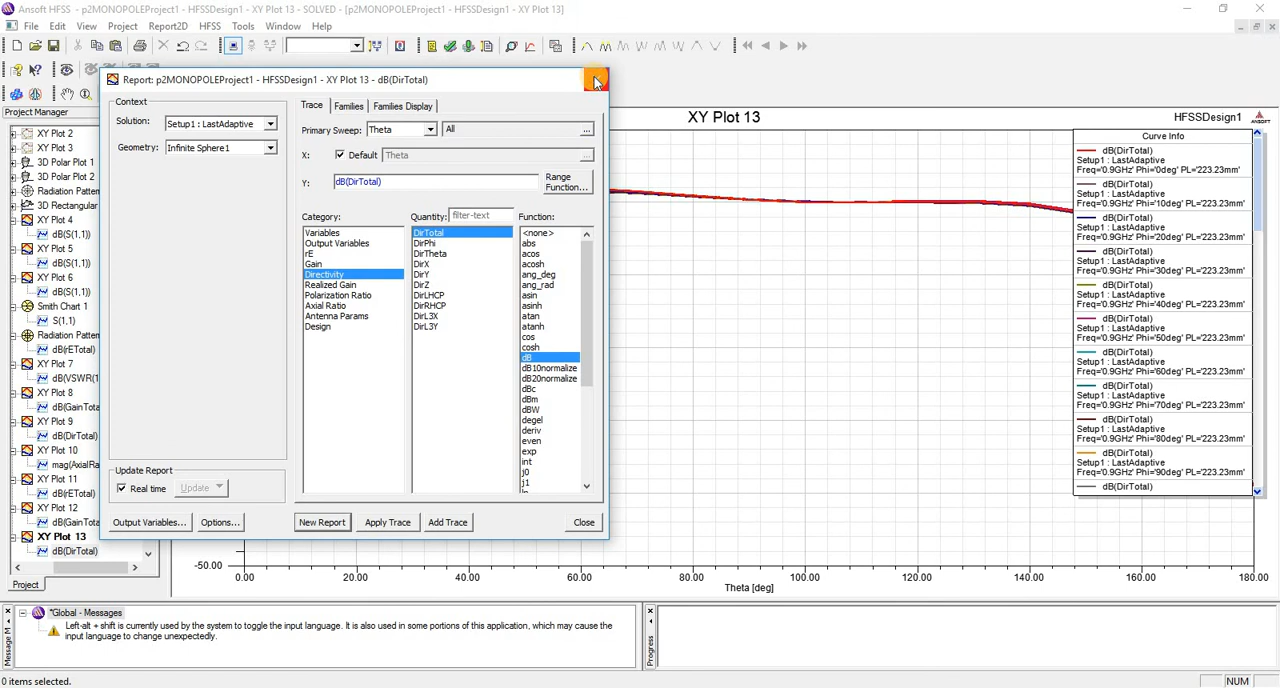 Ansoft HFSS - p2MONOPOLEProject1 - XY Plot 13 - SOLVED - [p2MONOPOLEProject1 - HFSSDesign1 - XY Plot 13]
File Edit View Project Report2D HFSS Tools Window Help
Report: p2MONOPOLEProject1 - HFSSDesign1 - XY Plot 13 - dB(DirTotal)
Project Manager
XY Plot 2
XY Plot 3
3D Polar Plot 1
3D Polar Plot 2
Radiation Pattern
3D Rectangular
XY Plot 4
dB(S(1,1))
XY Plot 5
dB(S(1,1))
XY Plot 6
dB(S(1,1))
Smith Chart 1
S(1,1)
Radiation Pattern
dB(rETotal)
XY Plot 7
dB(VSWR(1
XY Plot 8
dB(GainTota
XY Plot 9
dB(DirTotal)
XY Plot 10
mag(AxialRa
XY Plot 11
dB(rETotal)
XY Plot 12
dB(GainTota
XY Plot 13
dB(DirTotal)
Project
Context
Solution: Setup1 : LastAdaptive
Geometry: Infinite Sphere1
Update Report
Real time Update
Output Variables... Options...
Trace Families Families Display
Primary Sweep: Theta All ...
X: Default Theta ...
Y: dB(DirTotal) Range Function...
Category:
Variables
Output Variables
rE
Gain
Directivity
Realized Gain
Polarization Ratio
Axial Ratio
Antenna Params
Design
Quantity: filter-text
DirTotal
DirPhi
DirTheta
DirX
DirY
DirZ
DirLHCP
DirRHCP
DirL3X
DirL3Y
Function:
<none>
abs
acos
acosh
ang_deg
ang_rad
asin
asinh
atan
atanh
cos
cosh
dB
dB10normalize
dB20normalize
dBc
dBm
dBW
degel
deriv
even
exp
int
j0
j1
New Report Apply Trace Add Trace Close
XY Plot 13
HFSSDesign1
ANSOFT
Curve Info
dB(DirTotal)
Setup1 : LastAdaptive
Freq='0.9GHz' Phi='0deg' PL='223.23mm'
dB(DirTotal)
Setup1 : LastAdaptive
Freq='0.9GHz' Phi='10deg' PL='223.23mm'
dB(DirTotal)
Setup1 : LastAdaptive
Freq='0.9GHz' Phi='20deg' PL='223.23mm'
dB(DirTotal)
Setup1 : LastAdaptive
Freq='0.9GHz' Phi='30deg' PL='223.23mm'
dB(DirTotal)
Setup1 : LastAdaptive
Freq='0.9GHz' Phi='40deg' PL='223.23mm'
dB(DirTotal)
Setup1 : LastAdaptive
Freq='0.9GHz' Phi='50deg' PL='223.23mm'
dB(DirTotal)
Setup1 : LastAdaptive
Freq='0.9GHz' Phi='60deg' PL='223.23mm'
dB(DirTotal)
Setup1 : LastAdaptive
Freq='0.9GHz' Phi='70deg' PL='223.23mm'
dB(DirTotal)
Setup1 : LastAdaptive
Freq='0.9GHz' Phi='80deg' PL='223.23mm'
dB(DirTotal)
Setup1 : LastAdaptive
Freq='0.9GHz' Phi='90deg' PL='223.23mm'
dB(DirTotal)
-50.00
0.00 20.00 40.00 60.00 80.00 100.00 120.00 140.00 160.00 180.00
Theta [deg]
Message M
*Global - Messages
Left-alt + shift is currently used by the system to toggle the input language. It is also used in some portions of this application, which may cause the
input language to change unexpectedly.
Progress
0 items selected.
NUM